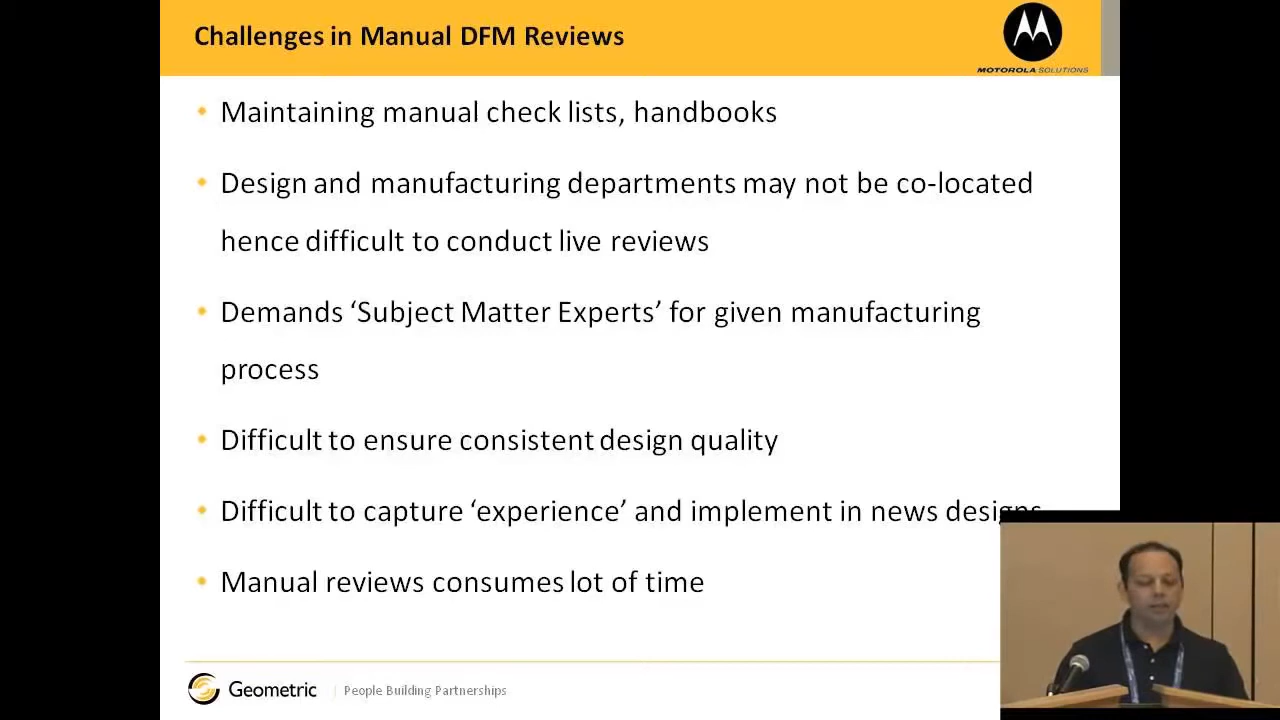 Challenges in Manual DFM Reviews
MOTOROLA SOLUTIONS
• Maintaining manual check lists, handbooks
• Design and manufacturing departments may not be co-located
hence difficult to conduct live reviews
• Demands ‘Subject Matter Experts’ for given manufacturing
process
• Difficult to ensure consistent design quality
• Difficult to capture ‘experience’ and implement in news designs
• Manual reviews consumes lot of time
Geometric | People Building Partnerships